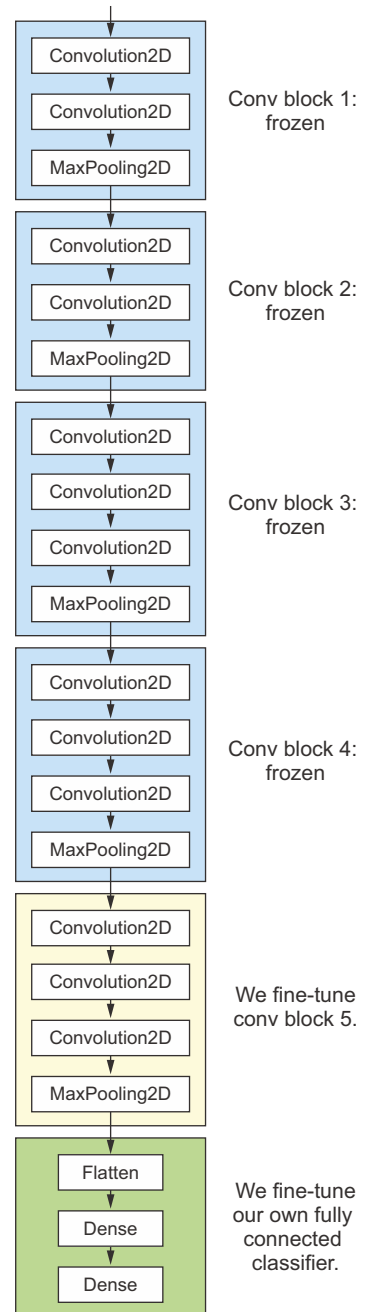 Convolution2D
Convolution2D
MaxPooling2D
Conv block 1:
frozen
Convolution2D
Convolution2D
MaxPooling2D
Conv block 2:
frozen
Convolution2D
Convolution2D
Convolution2D
MaxPooling2D
Conv block 3:
frozen
Convolution2D
Convolution2D
Convolution2D
MaxPooling2D
Conv block 4:
frozen
Convolution2D
Convolution2D
Convolution2D
MaxPooling2D
We fine-tune
conv block 5.
Flatten
Dense
Dense
We fine-tune
our own fully
connected
classifier.